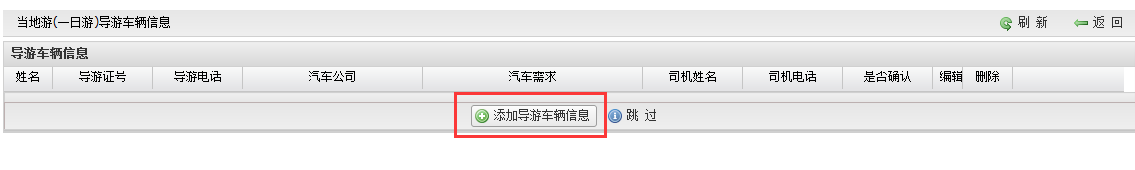 当地游(一日游)导游车辆信息 刷 新 返 回
导游车辆信息
姓名 导游证号 导游电话 汽车公司 汽车需求 司机姓名 司机电话 是否确认 编辑 删除
添加导游车辆信息 跳 过